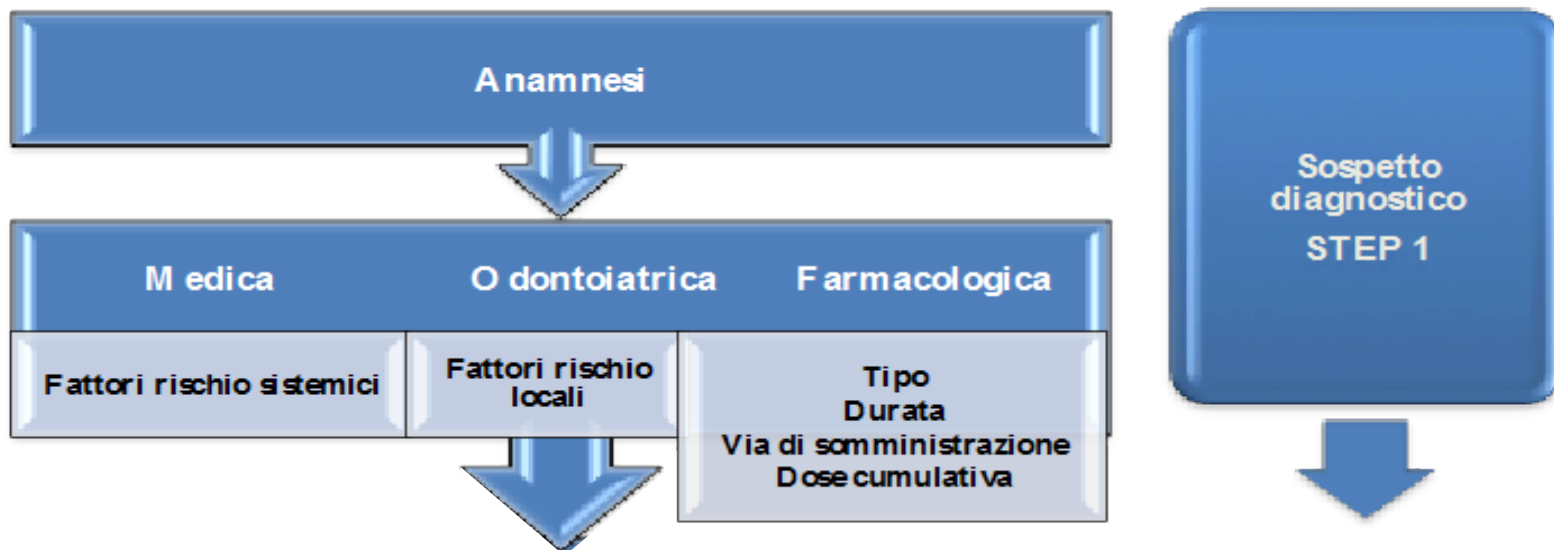 Anamnesi
Medica
Odontoiatrica
Farmacologica
Fattori rischio sistemici
Fattori rischio
locali
Tipo
Durata
Via di somministrazione
Dose cumulativa
Sospetto
diagnostico
STEP 1